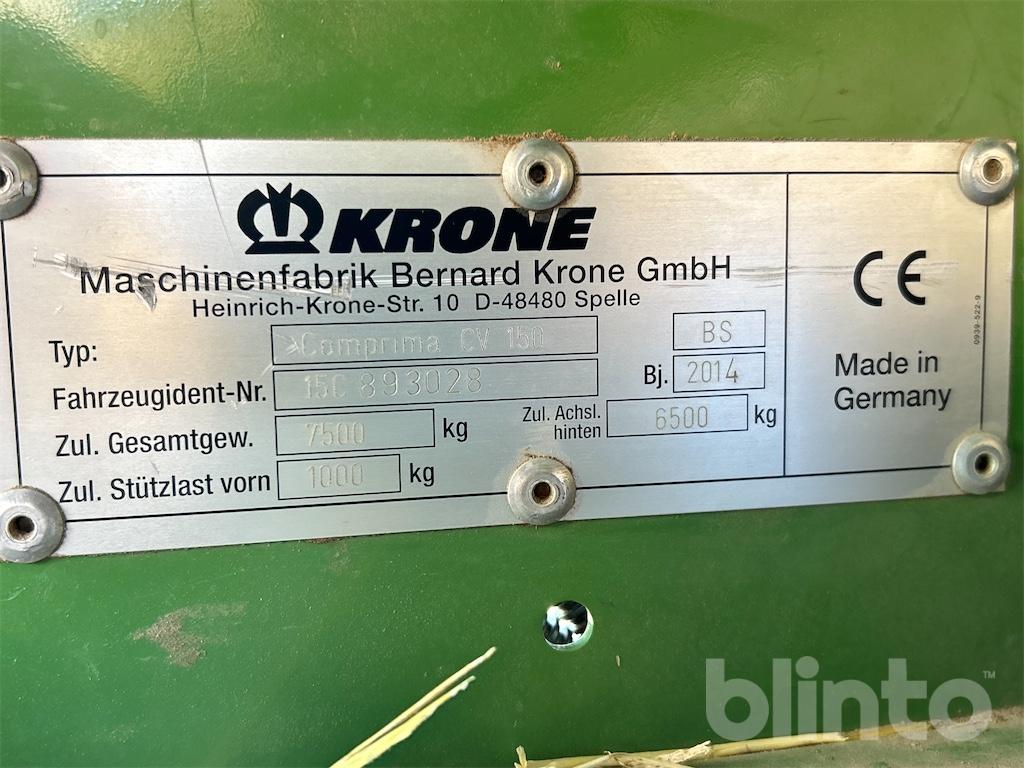 KRONE
Maschinenfabrik Bernard Krone GmbH
Heinrich-Krone-Str. 10 D-48480 Spelle
Typ: Comprima CV 150 BS
Fahrzeugident-Nr. 15C 893028 Bj. 2014
Zul. Gesamtgew. 7500 kg Zul. Achsl. hinten 6500 kg
Zul. Stützlast vorn 1000 kg
CE
Made in
Germany
0939-522-9
blinto™